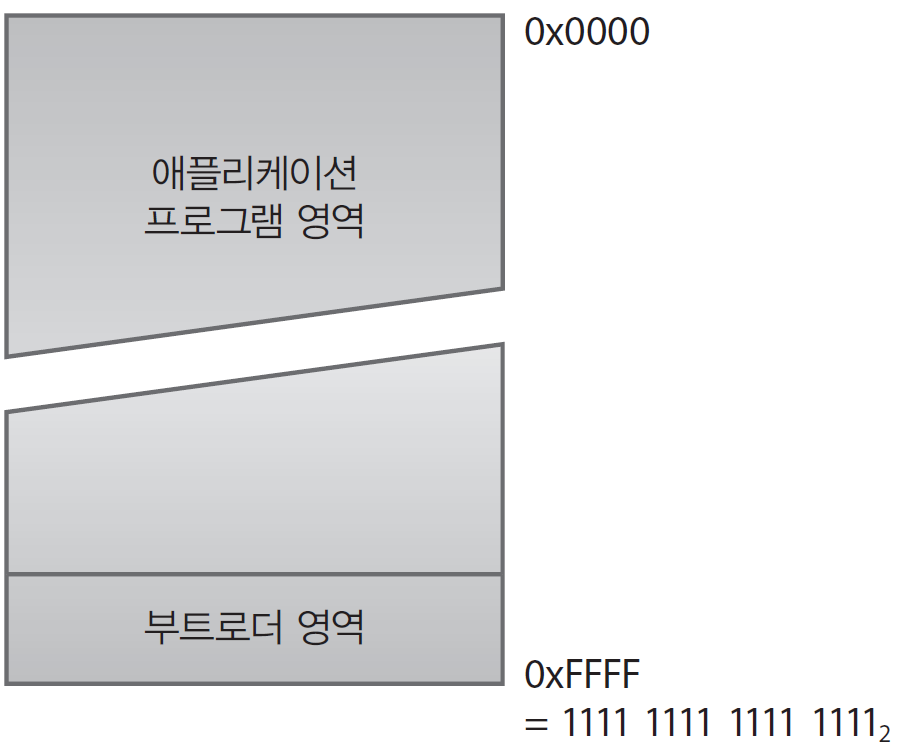 0x0000
애플리케이션
프로그램 영역
부트로더 영역
0xFFFF
= 1111 1111 1111 1111₂